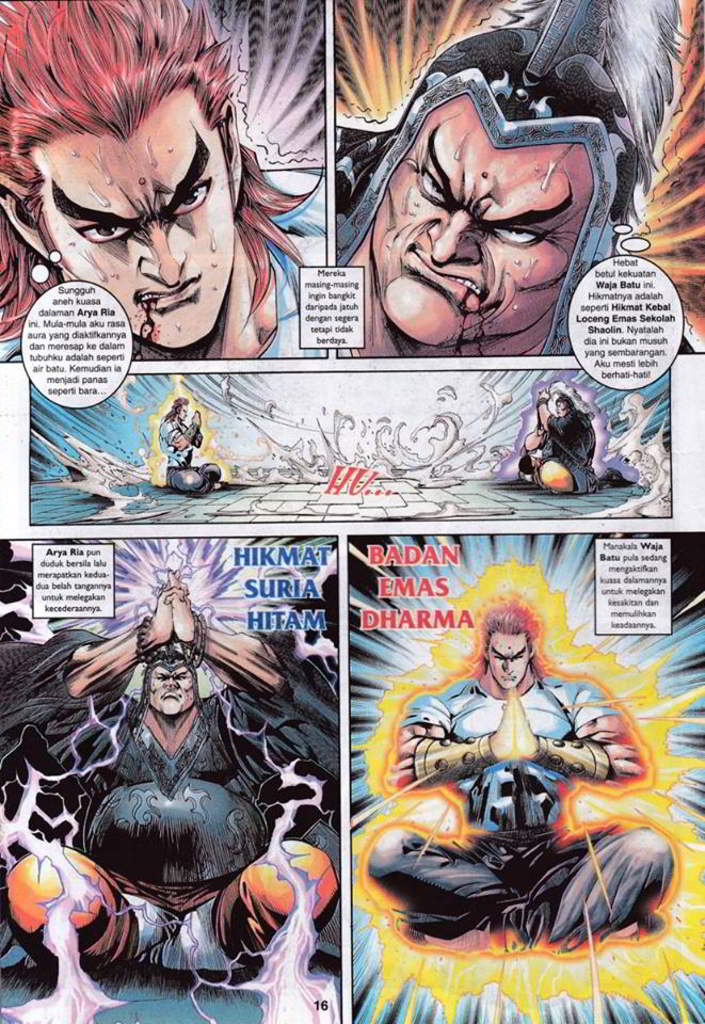 Sungguh
aneh kuasa
dalaman Arya Ria
ini. Mula-mula aku rasa
aura yang diaktifkannya
dan meresap ke dalam
tubuhku adalah seperti
air batu. Kemudian ia
menjadi panas
seperti bara...
Mereka
masing-masing
ingin bangkit
daripada jatuh
dengan segera
tetapi tidak
berdaya.
Hebat
betul kekuatan
Waja Batu ini.
Hikmatnya adalah
seperti Hikmat Kebal
Loceng Emas Sekolah
Shaolin. Nyatalah
ini bukan musuh
yang sembarangan.
Aku mesti lebih
berhati-hati!
HU...
Arya Ria pun
duduk bersila lalu
merapatkan kedua-
dua belah tangannya
untuk melegakan
kecederaannya.
HIKMAT
SURIA
HITAM
BADAN
EMAS
DHARMA
Manakala Waja
Batu pula sedang
mengaktifkan
kuasa dalamannya
untuk melegakan
kesakitan dan
memulihkan
keadaannya.
16